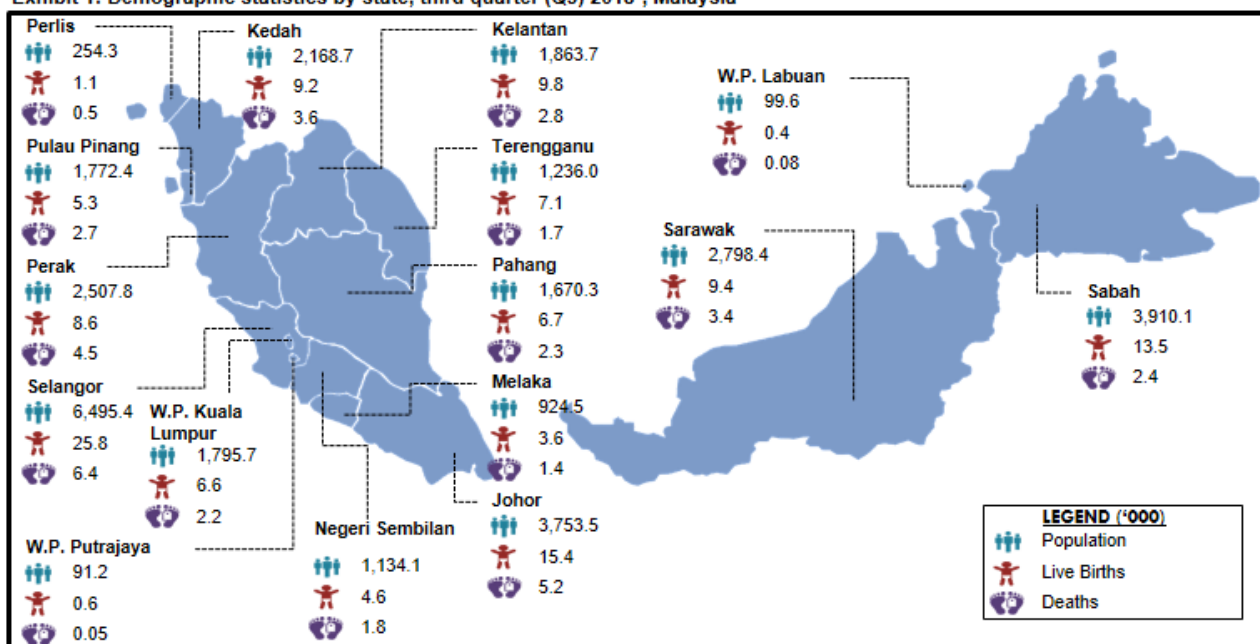 Perlis
254.3
1.1
0.5
Kedah
2,168.7
9.2
3.6
Kelantan
1,863.7
9.8
2.8
W.P. Labuan
99.6
0.4
0.08
Pulau Pinang
1,772.4
5.3
2.7
Terengganu
1,236.0
7.1
1.7
Perak
2,507.8
8.6
4.5
Pahang
1,670.3
6.7
2.3
Sarawak
2,798.4
9.4
3.4
Sabah
3,910.1
13.5
2.4
Selangor
6,495.4
25.8
6.4
W.P. Kuala
Lumpur
1,795.7
6.6
2.2
Melaka
924.5
3.6
1.4
W.P. Putrajaya
91.2
0.6
0.05
Negeri Sembilan
1,134.1
4.6
1.8
Johor
3,753.5
15.4
5.2
LEGEND ('000)
Population
Live Births
Deaths